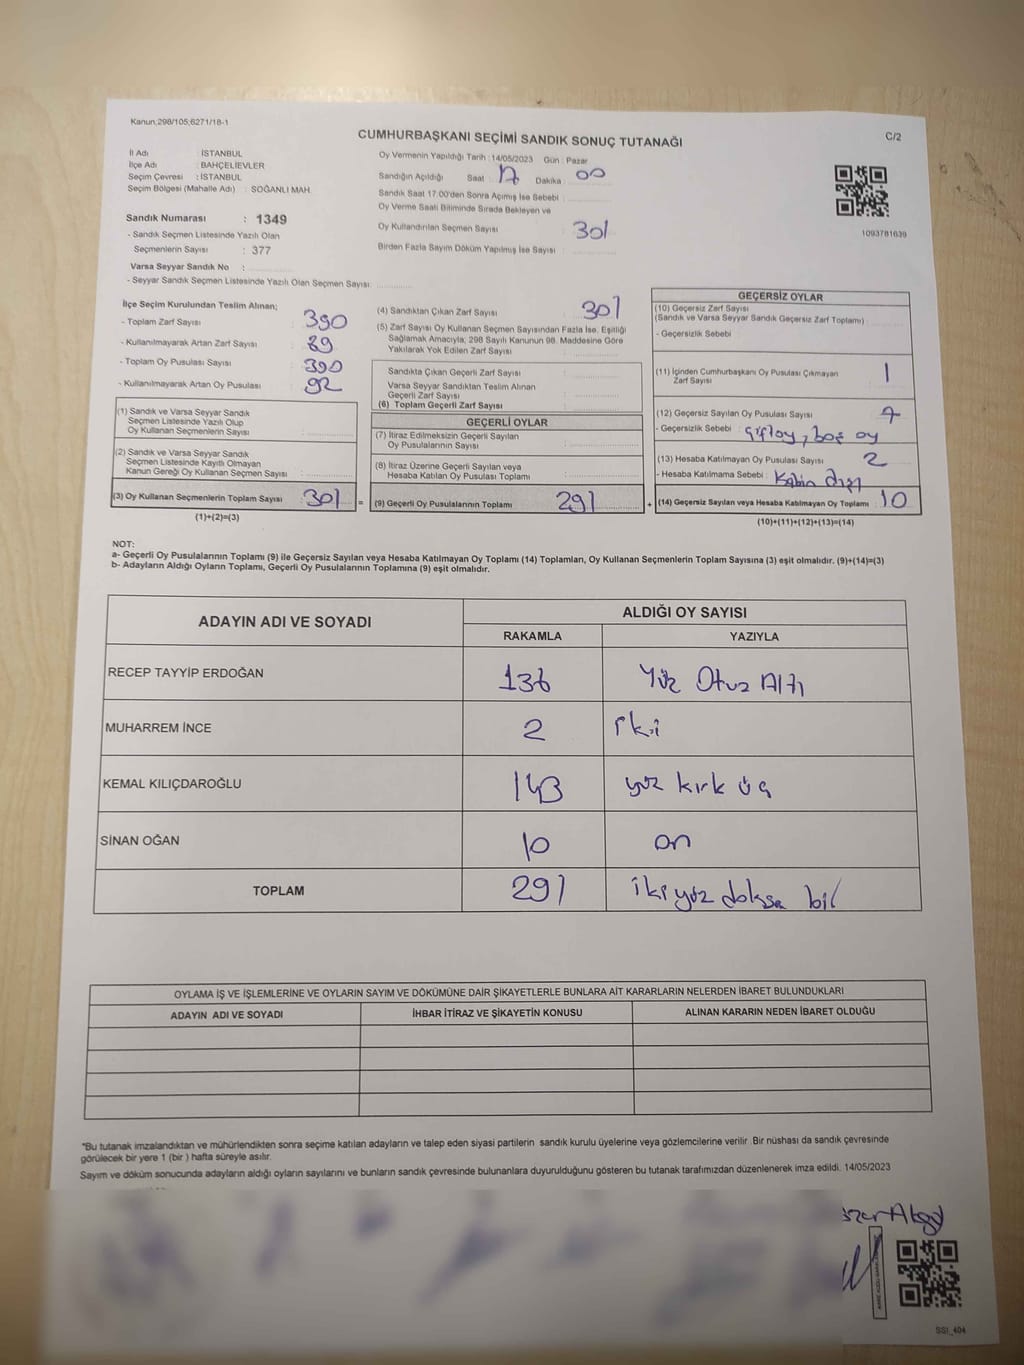 Kanun;298/105;6271/18-1
C/2
CUMHURBAŞKANI SEÇİMİ SANDIK SONUÇ TUTANAĞI
İl Adı : İSTANBUL
İlçe Adı : BAHÇELİEVLER
Seçim Çevresi : İSTANBUL
Seçim Bölgesi (Mahalle Adı) : SOĞANLI MAH.
Sandık Numarası : 1349
- Sandık Seçmen Listesinde Yazılı Olan
Seçmenlerin Sayısı : 377
Varsa Seyyar Sandık No :
- Seyyar Sandık Seçmen Listesinde Yazılı Olan Seçmen Sayısı:
Oy Vermenin Yapıldığı Tarih :14/05/2023 Gün : Pazar
Sandığın Açıldığı Saat 17 Dakika 00
Sandık Saat 17.00'den Sonra Açımış İse Sebebi :
Oy Verme Saati Bitiminde Sırada Bekleyen ve
Oy Kullandırılan Seçmen Sayısı 301
Birden Fazla Sayım Döküm Yapılmış İse Sayısı :
1093781639
İlçe Seçim Kurulundan Teslim Alınan;
- Toplam Zarf Sayısı : 390
- Kullanılmayarak Artan Zarf Sayısı : 89
- Toplam Oy Pusulası Sayısı : 390
- Kullanılmayarak Artan Oy Pusulası : 92
(1) Sandık ve Varsa Seyyar Sandık
Seçmen Listesinde Yazılı Olup
Oy Kullanan Seçmenlerin Sayısı :
(2) Sandık ve Varsa Seyyar Sandık
Seçmen Listesinde Kayıtlı Olmayan
Kanun Gereği Oy Kullanan Seçmen Sayısı :
(3) Oy Kullanan Seçmenlerin Toplam Sayısı : 301
(1)+(2)=(3)
=
(4) Sandıktan Çıkan Zarf Sayısı : 301
(5) Zarf Sayısı Oy Kullanan Seçmen Sayısından Fazla İse, Eşitliği
Sağlamak Amacıyla; 298 Sayılı Kanunun 98. Maddesine Göre
Yakılarak Yok Edilen Zarf Sayısı :
Sandıkta Çıkan Geçerli Zarf Sayısı :
Varsa Seyyar Sandıktan Teslim Alınan
Geçerli Zarf Sayısı :
(6) Toplam Geçerli Zarf Sayısı :
GEÇERLİ OYLAR
(7) İtiraz Edilmeksizin Geçerli Sayılan
Oy Pusulalarının Sayısı :
(8) İtiraz Üzerine Geçerli Sayılan veya
Hesaba Katılan Oy Pusulası Toplamı :
(9) Geçerli Oy Pusulalarının Toplamı : 291
+
GEÇERSİZ OYLAR
(10) Geçersiz Zarf Sayısı
(Sandık ve Varsa Seyyar Sandık Geçersiz Zarf Toplamı) :
- Geçersizlik Sebebi :
(11) İçinden Cumhurbaşkanı Oy Pusulası Çıkmayan
Zarf Sayısı : 1
(12) Geçersiz Sayılan Oy Pusulası Sayısı : 7
- Geçersizlik Sebebi : çift oy, boş oy
(13) Hesaba Katılmayan Oy Pusulası Sayısı : 2
- Hesaba Katılmama Sebebi : Kabin dışı
(14) Geçersiz Sayılan veya Hesaba Katılmayan Oy Toplamı : 10
(10)+(11)+(12)+(13)=(14)
NOT:
a- Geçerli Oy Pusulalarının Toplamı (9) ile Geçersiz Sayılan veya Hesaba Katılmayan Oy Toplamı (14) Toplamları, Oy Kullanan Seçmenlerin Toplam Sayısına (3) eşit olmalıdır. (9)+(14)=(3)
b- Adayların Aldığı Oyların Toplamı, Geçerli Oy Pusulalarının Toplamına (9) eşit olmalıdır.
ADAYIN ADI VE SOYADI
ALDIĞI OY SAYISI
RAKAMLA YAZIYLA
RECEP TAYYİP ERDOĞAN 136 Yüz Otuz Altı
MUHARREM İNCE 2 iki
KEMAL KILIÇDAROĞLU 143 yüz kırk üç
SİNAN OĞAN 10 on
TOPLAM 291 iki yüz doksa bir
OYLAMA İŞ VE İŞLEMLERİNE VE OYLARIN SAYIM VE DÖKÜMÜNE DAİR ŞİKAYETLERLE BUNLARA AİT KARARLARIN NELERDEN İBARET BULUNDUKLARI
ADAYIN ADI VE SOYADI İHBAR İTİRAZ VE ŞİKAYETİN KONUSU ALINAN KARARIN NEDEN İBARET OLDUĞU
*Bu tutanak imzalandıktan ve mühürlendikten sonra seçime katılan adayların ve talep eden siyasi partilerin sandık kurulu üyelerine veya gözlemcilerine verilir. Bir nüshası da sandık çevresinde
görülecek bir yere 1 (bir ) hafta süreyle asılır.
Sayım ve döküm sonucunda adayların aldığı oyların sayılarını ve bunların sandık çevresinde bulunanlara duyurulduğunu gösteren bu tutanak tarafımızdan düzenlenerek imza edildi. 14/05/2023
SSI_404